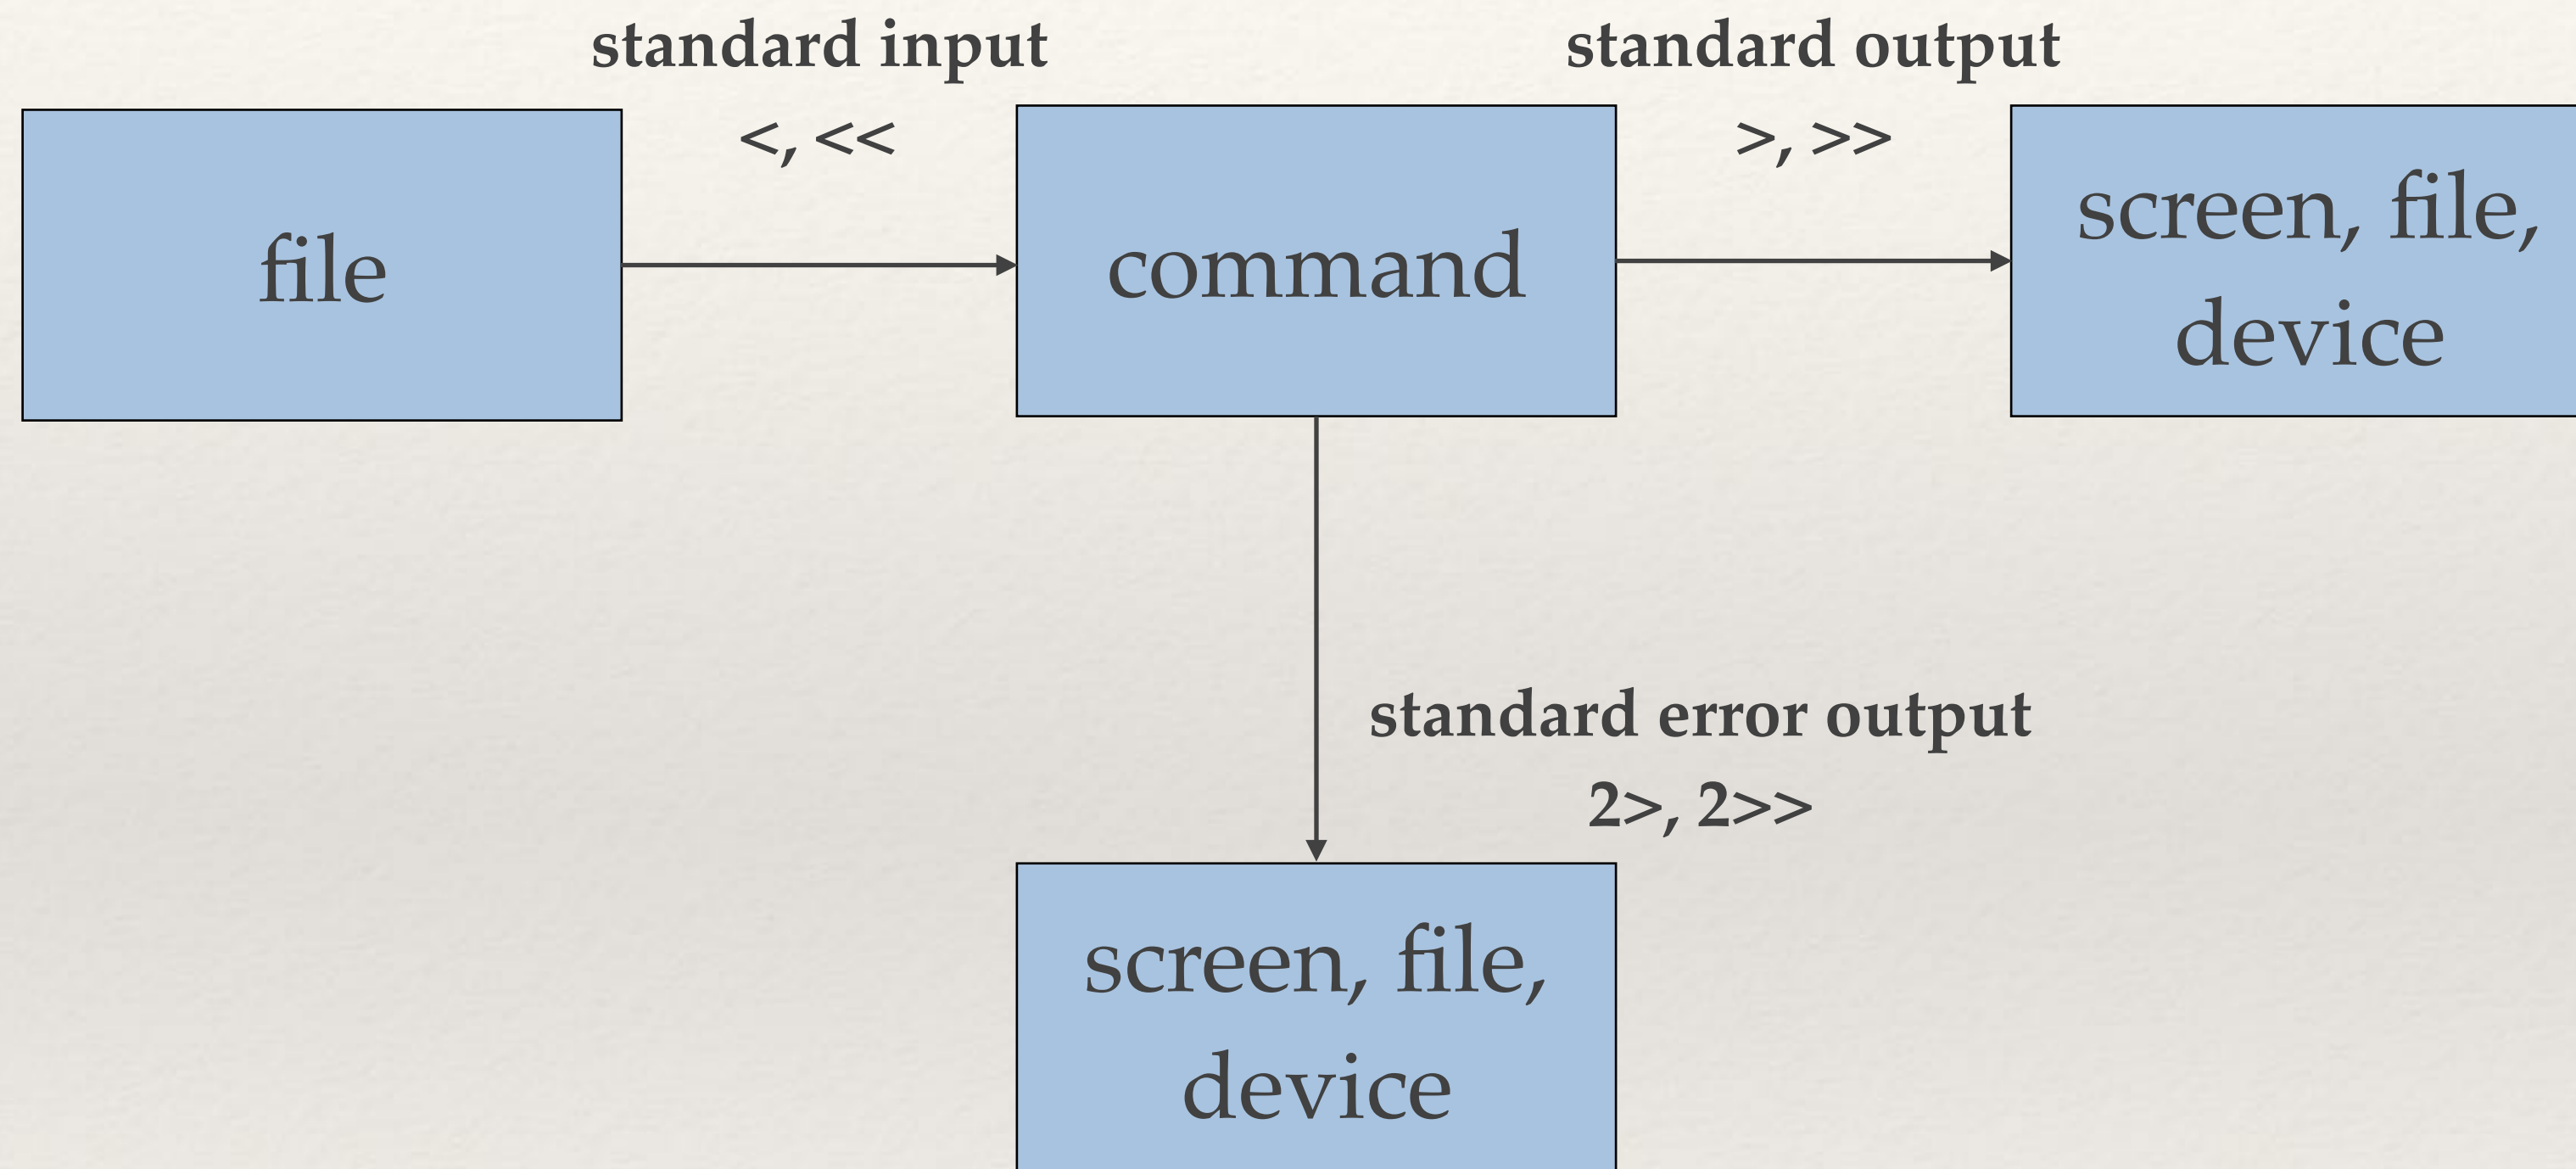 standard input
<, <<
standard output
>, >>
file
command
screen, file,
device
standard error output
2>, 2>>
screen, file,
device